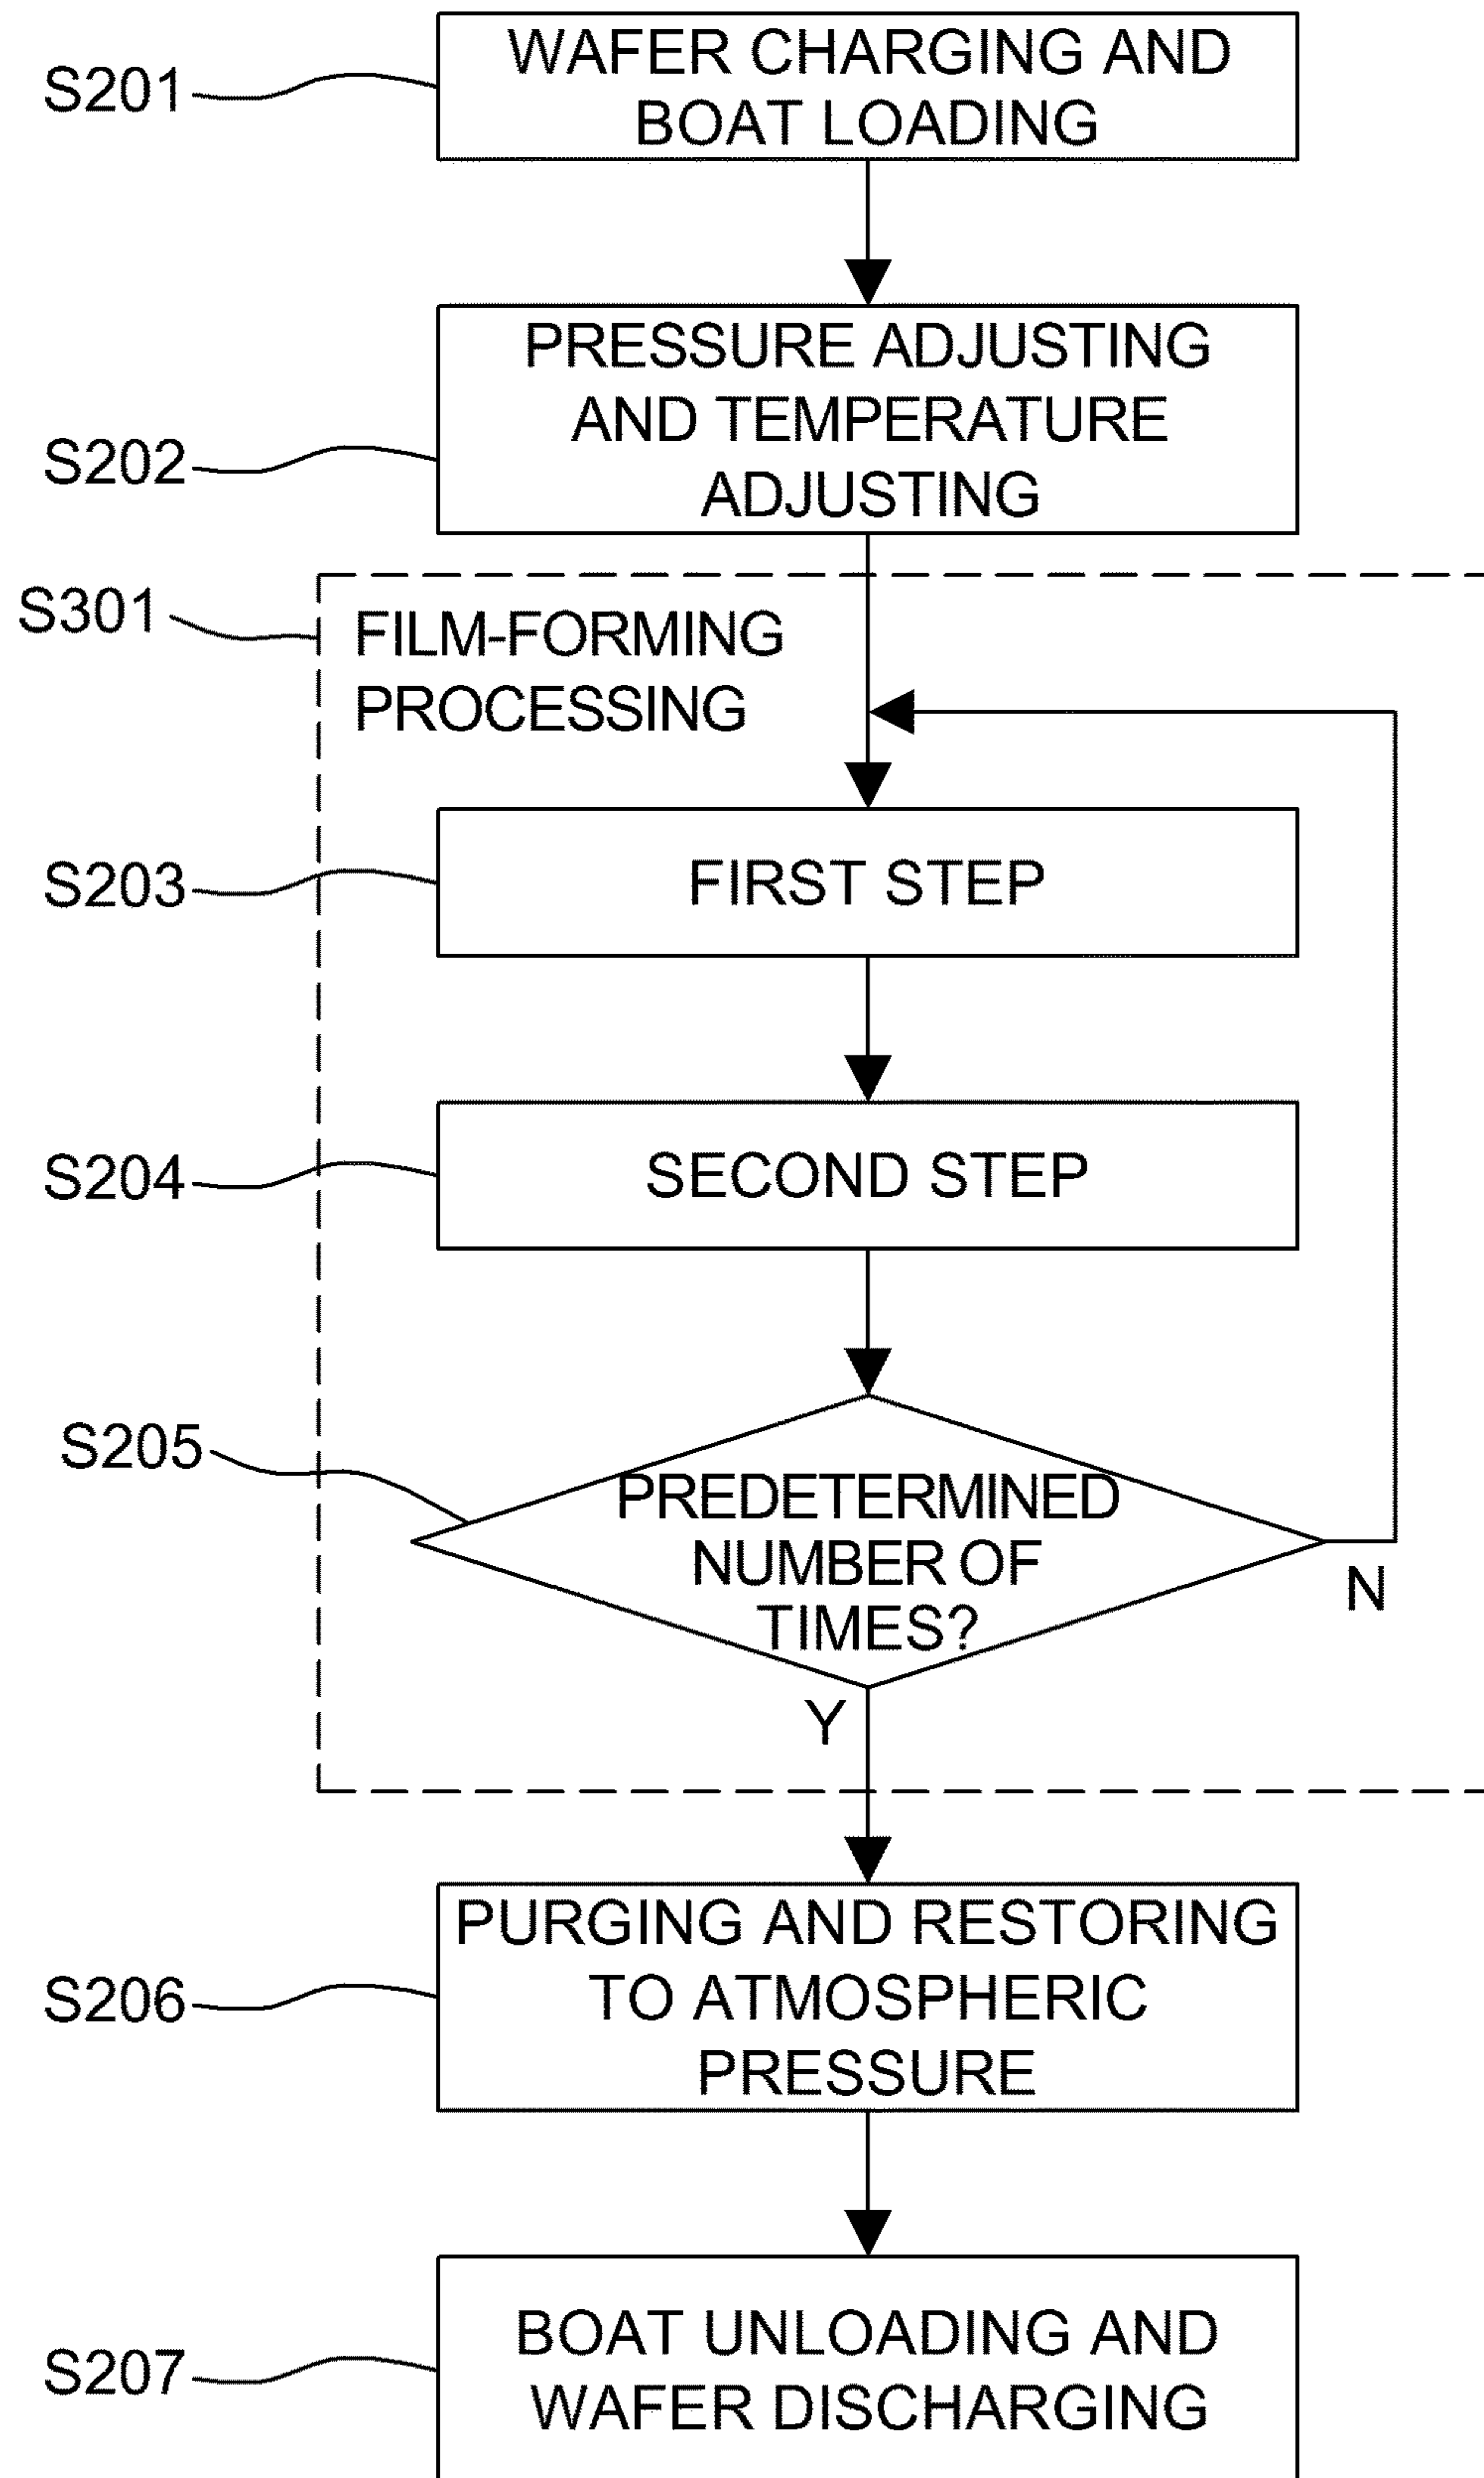 WAFER CHARGING AND
S201
BOAT LOADING
PRESSURE ADJUSTING
AND TEMPERATURE
S202
ADJUSTING
S301
FILM-FORMING
PROCESSING
S203
FIRST STEP
S204
SECOND STEP
S205
PREDETERMINED
NUMBER OF
TIMES?
N
Y
PURGING AND RESTORING
S206
TO ATMOSPHERIC
PRESSURE
BOAT UNLOADING AND
S207
WAFER DISCHARGING